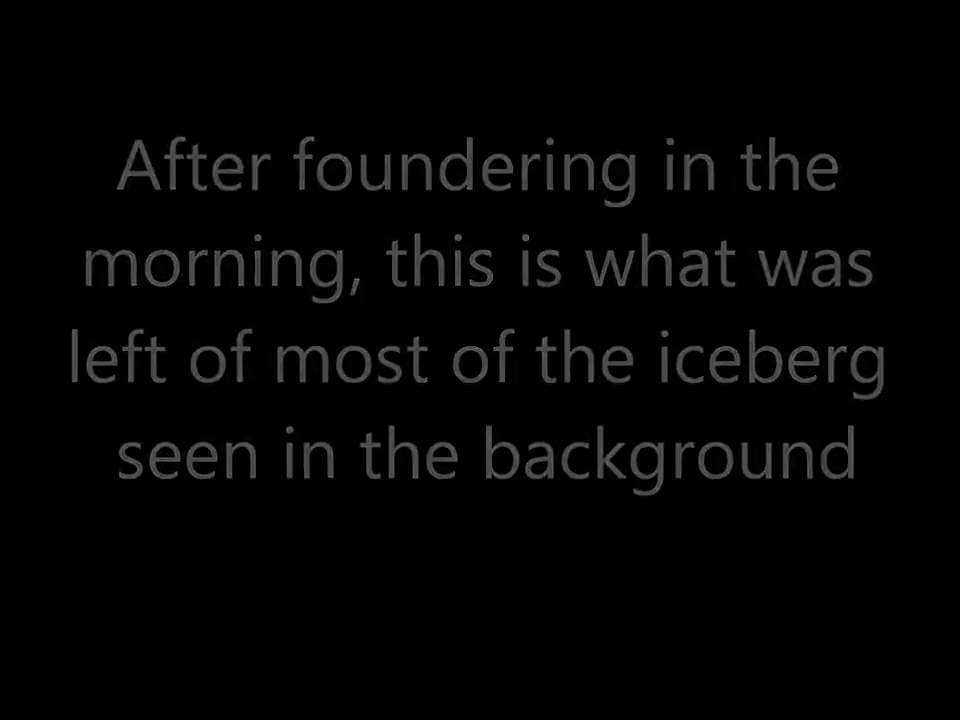 After foundering in the
morning, this is what was
left of most of the iceberg
seen in the background